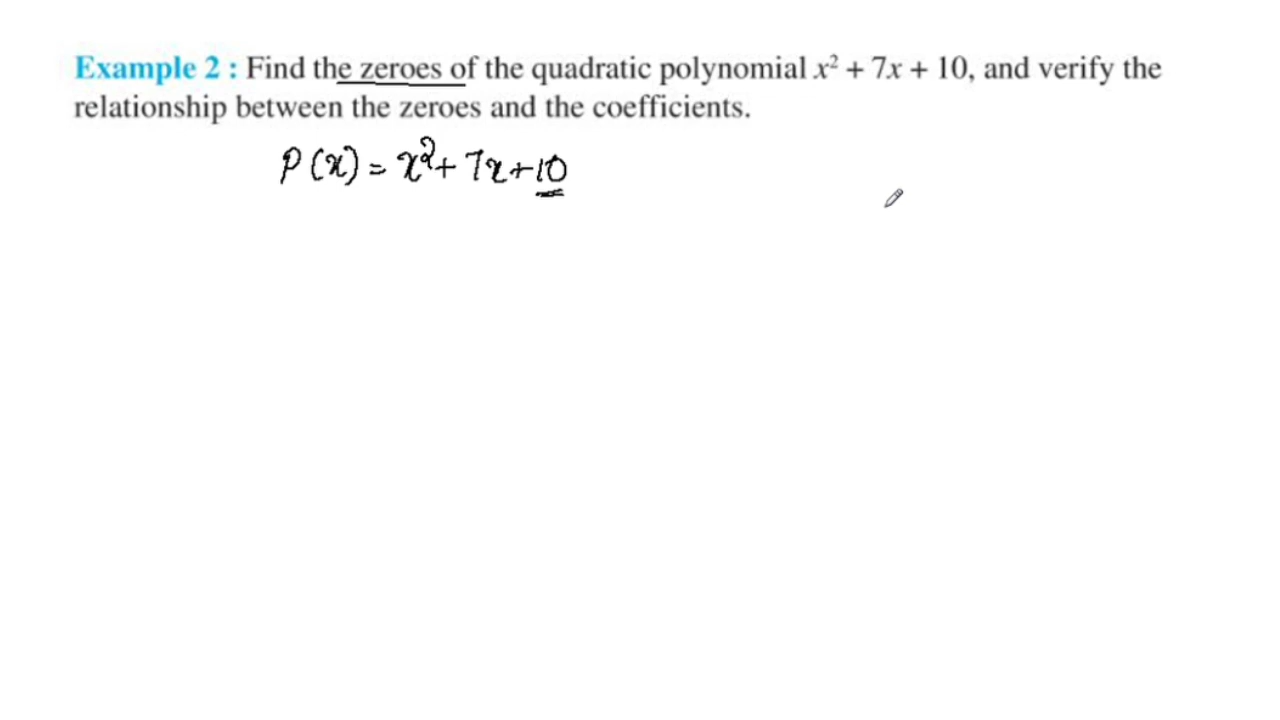 Example 2 : Find the zeroes of the quadratic polynomial x² + 7x + 10, and verify the
relationship between the zeroes and the coefficients.
P(x) = x²+ 7x+10